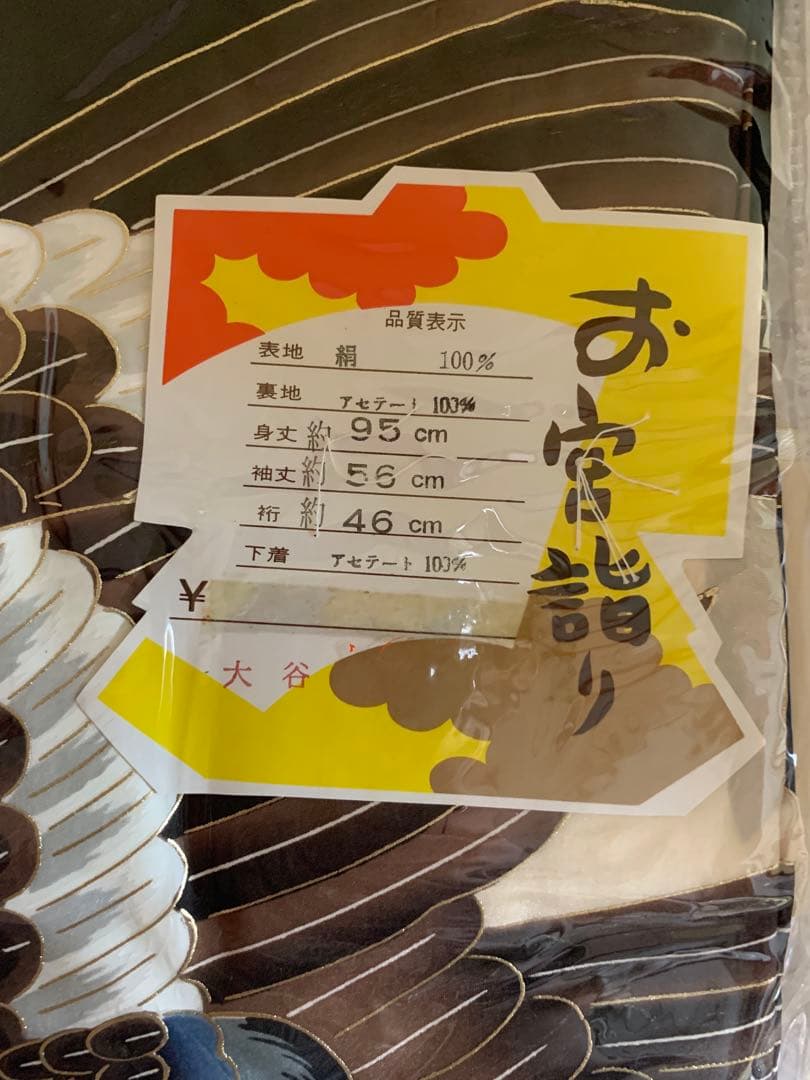 お宮詣り
品質表示
表地 絹 100%
裏地 アセテート 100%
身丈 約 95 cm
袖丈 約 56 cm
裄 約 46 cm
下着 アセテート 100%
¥
大谷